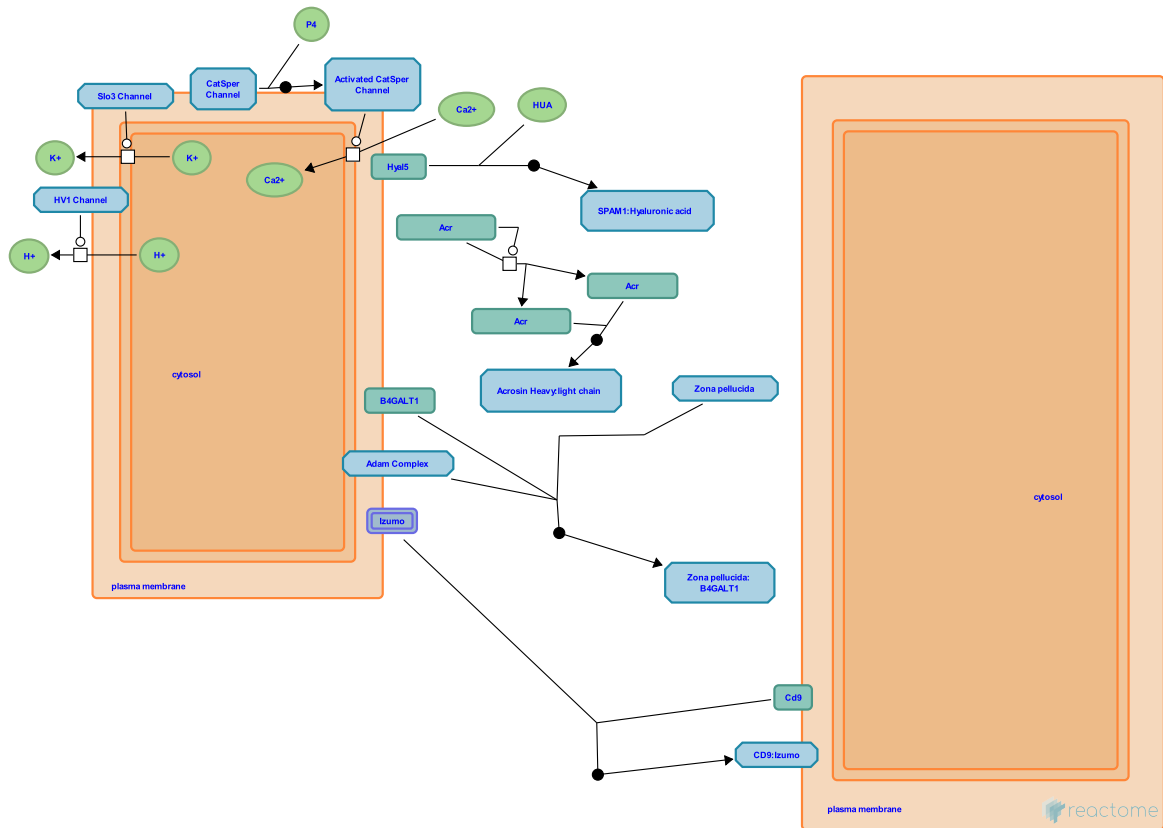 P4
CatSper
Channel
Activated CatSper
Channel
Slo3 Channel
Ca2+
HUA
K+
K+
Ca2+
Hyal5
HV1 Channel
SPAM1:Hyaluronic acid
Acr
H+
H+
Acr
Acr
cytosol
Acrosin Heavy:light chain
Zona pellucida
B4GALT1
Adam Complex
cytosol
Izumo
Zona pellucida:
B4GALT1
plasma membrane
Cd9
CD9:Izumo
plasma membrane
reactome